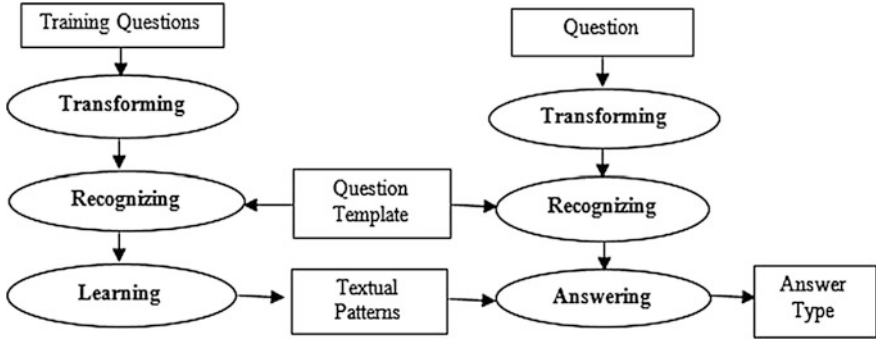 Training Questions
Question
Transforming
Transforming
Recognizing
Question
Template
Recognizing
Learning
Textual
Patterns
Answering
Answer
Type